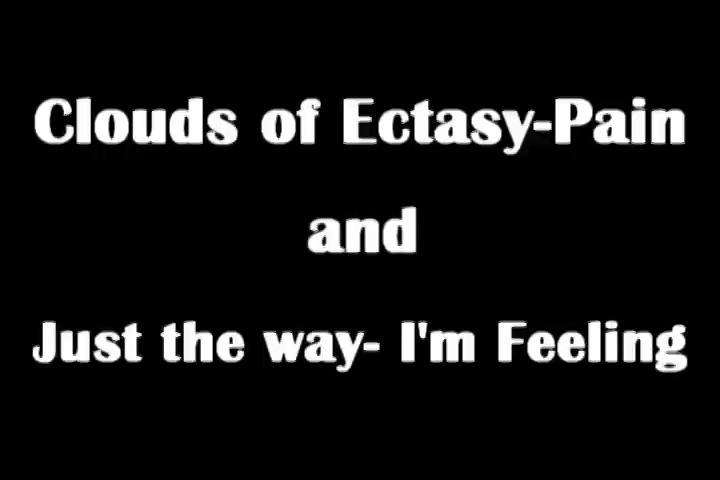 Clouds of Ectasy-Pain
and
Just the way- I'm Feeling